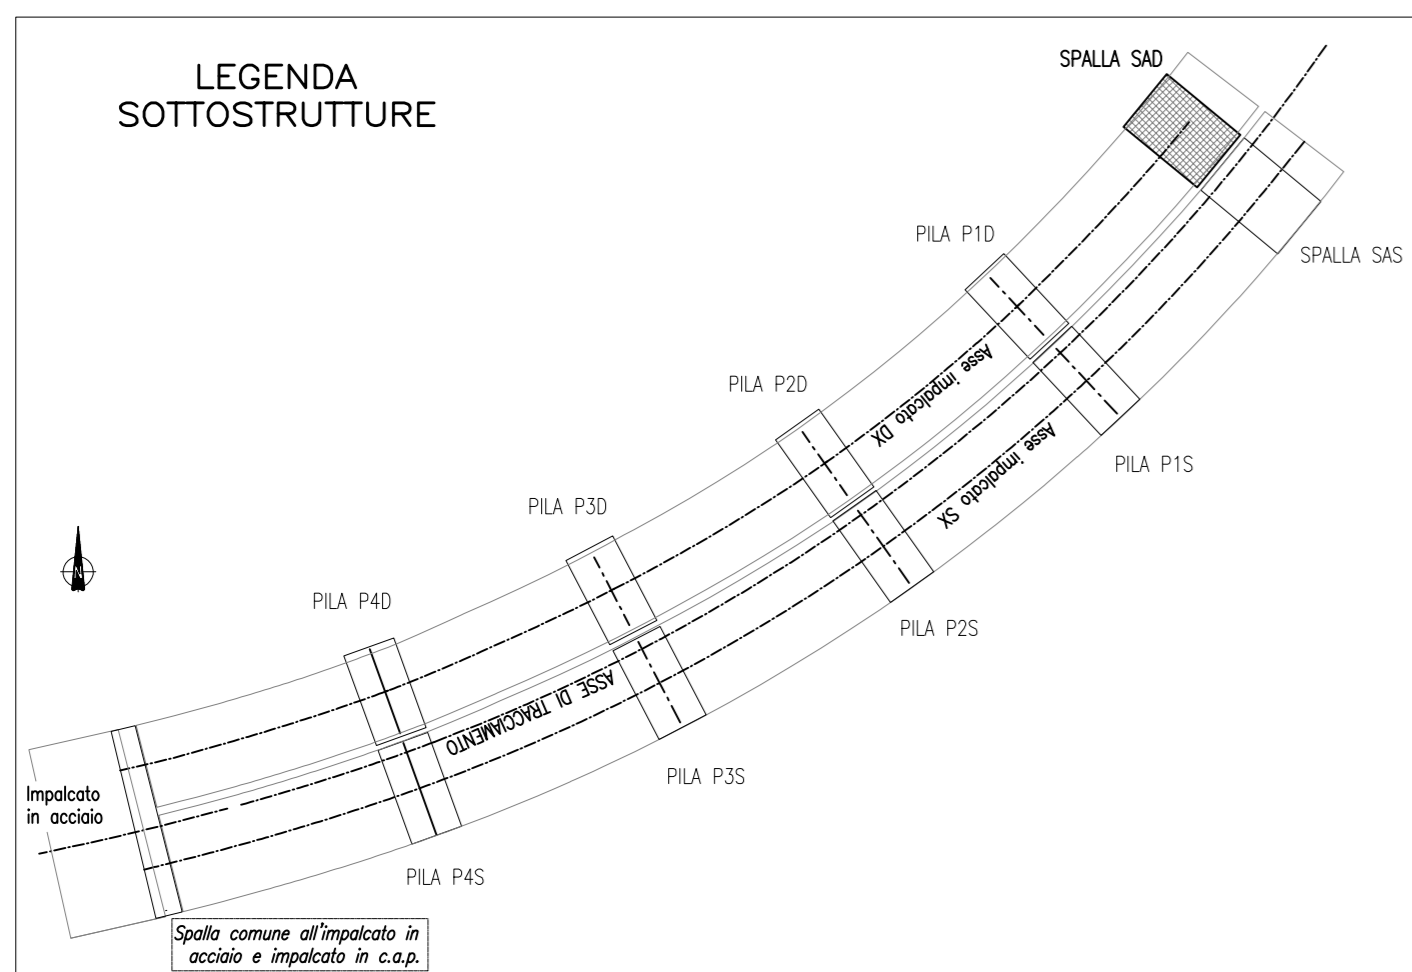 LEGENDA
SOTTOSTRUTTURE
SPALLA SAD
PILA P1D
SPALLA SAS
PILA P2D
Asse impalcato DX
Asse impalcato SX
PILA P1S
PILA P3D
PILA P4D
PILA P2S
ASSE DI TRACCIAMENTO
PILA P3S
Impalcato
in acciaio
PILA P4S
Spalla comune all'impalcato in
acciaio e impalcato in c.a.p.